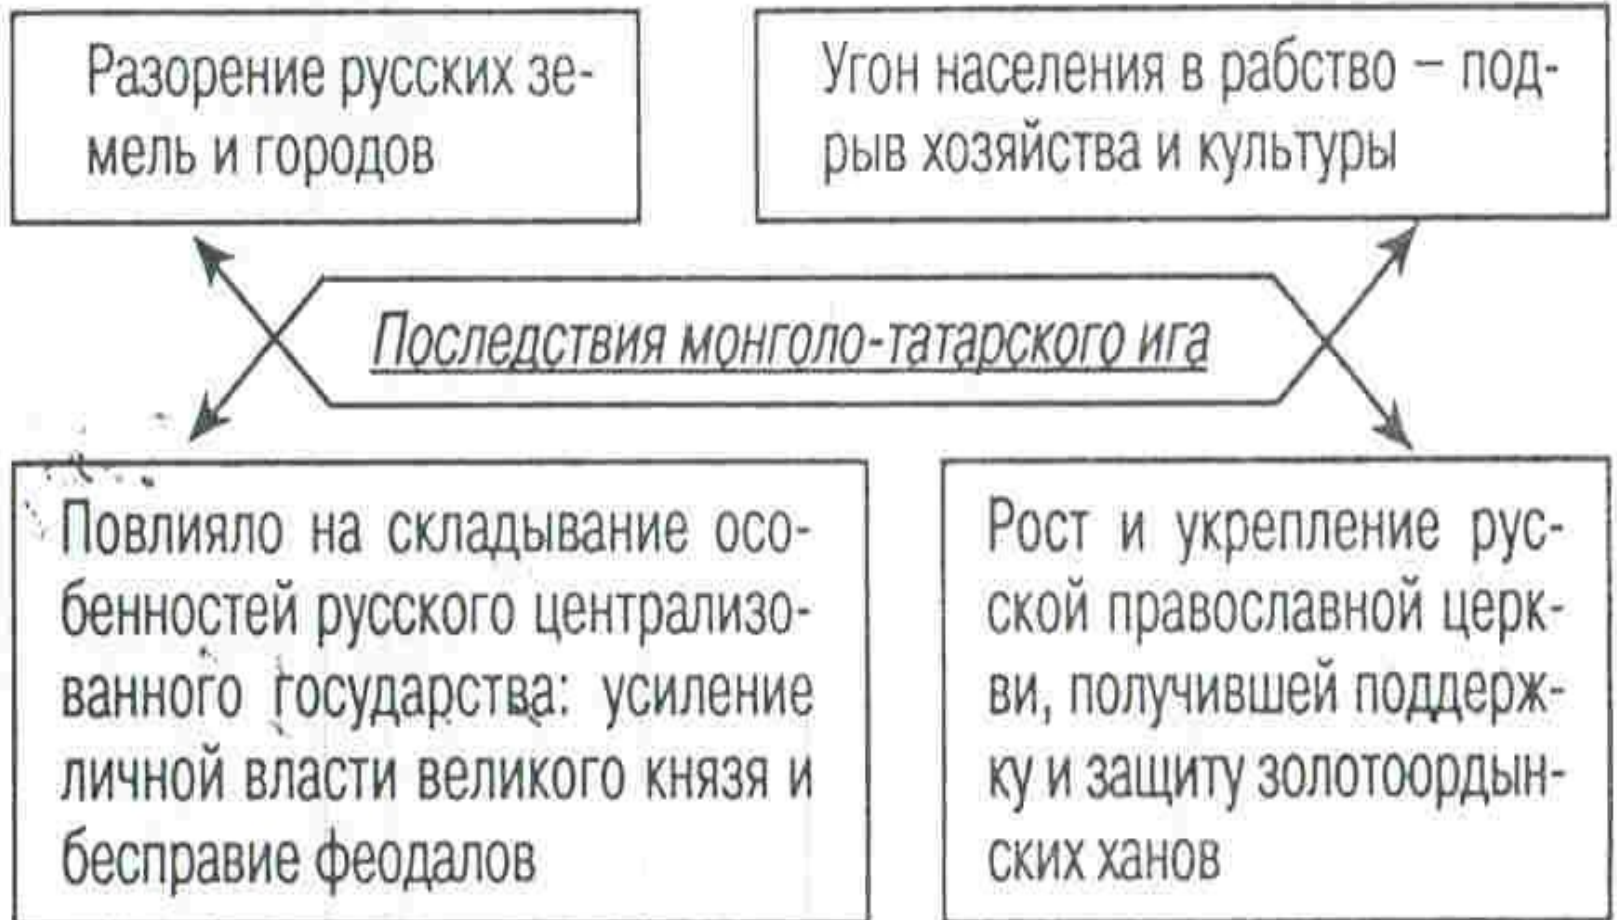 Разорение русских зе-
мель и городов
Угон населения в рабство – под-
рыв хозяйства и культуры
Последствия монголо-татарского ига
Повлияло на складывание осо-
бенностей русского централизо-
ванного государства: усиление
личной власти великого князя и
бесправие феодалов
Рост и укрепление рус-
ской православной церк-
ви, получившей поддерж-
ку и защиту золотоордын-
ских ханов